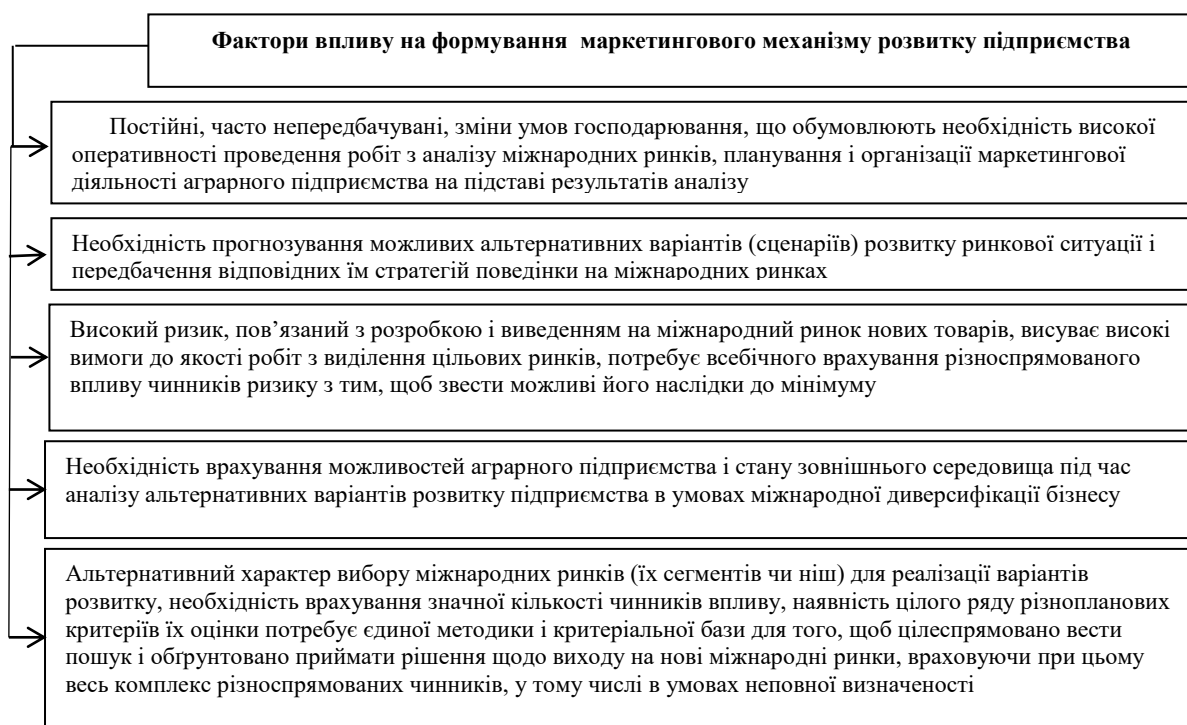 Фактори впливу на формування маркетингового механізму розвитку підприємства
Постійні, часто непередбачувані, зміни умов господарювання, що обумовлюють необхідність високої
оперативності проведення робіт з аналізу міжнародних ринків, планування і організації маркетингової
діяльності аграрного підприємства на підставі результатів аналізу
Необхідність прогнозування можливих альтернативних варіантів (сценаріїв) розвитку ринкової ситуації і
передбачення відповідних їм стратегій поведінки на міжнародних ринках
Високий ризик, пов’язаний з розробкою і виведенням на міжнародний ринок нових товарів, висуває високі
вимоги до якості робіт з виділення цільових ринків, потребує всебічного врахування різноспрямованого
впливу чинників ризику з тим, щоб звести можливі його наслідки до мінімуму
Необхідність врахування можливостей аграрного підприємства і стану зовнішнього середовища під час
аналізу альтернативних варіантів розвитку підприємства в умовах міжнародної диверсифікації бізнесу
Альтернативний характер вибору міжнародних ринків (їх сегментів чи ніш) для реалізації варіантів
розвитку, необхідність врахування значної кількості чинників впливу, наявність цілого ряду різнопланових
критеріїв їх оцінки потребує єдиної методики і критеріальної бази для того, щоб цілеспрямовано вести
пошук і обґрунтовано приймати рішення щодо виходу на нові міжнародні ринки, враховуючи при цьому
весь комплекс різноспрямованих чинників, у тому числі в умовах неповної визначеності